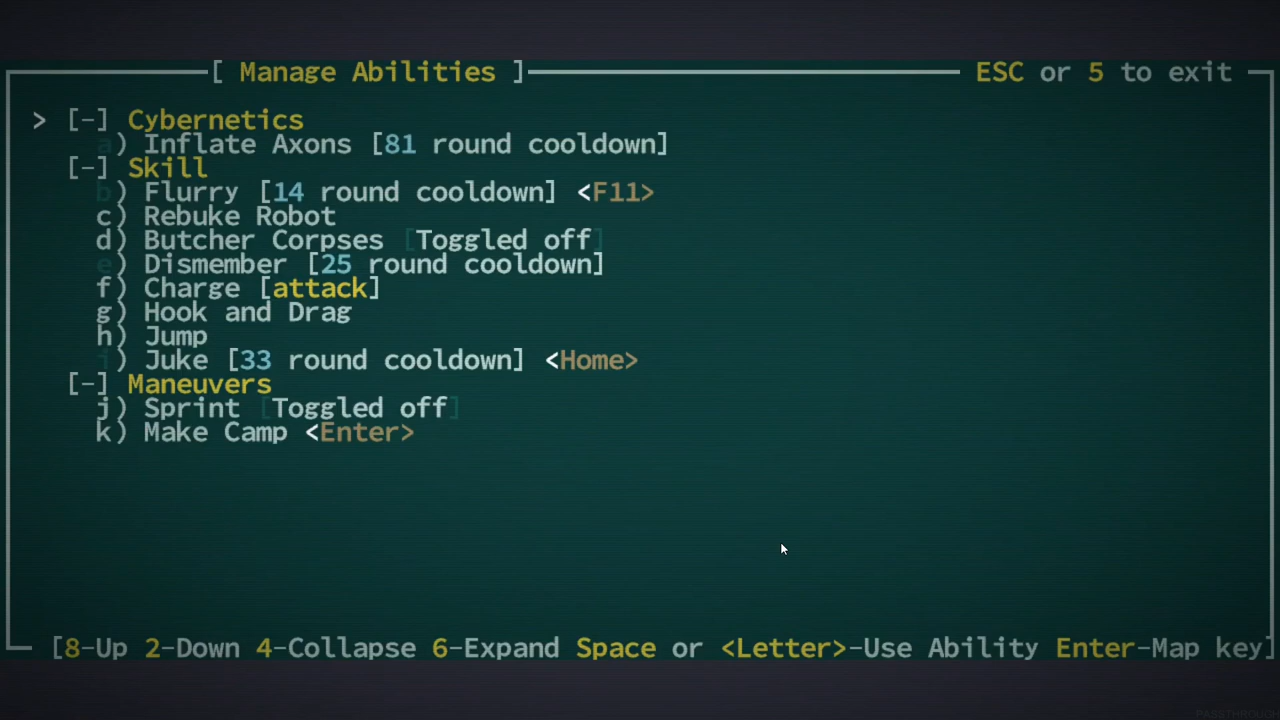 [ Manage Abilities ] ESC or 5 to exit
> [-] Cybernetics
a) Inflate Axons [81 round cooldown]
[-] Skill
b) Flurry [14 round cooldown] <F11>
c) Rebuke Robot
d) Butcher Corpses [Toggled off]
e) Dismember [25 round cooldown]
f) Charge [attack]
g) Hook and Drag
h) Jump
i) Juke [33 round cooldown] <Home>
[-] Maneuvers
j) Sprint [Toggled off]
k) Make Camp <Enter>
[8-Up 2-Down 4-Collapse 6-Expand Space or <Letter>-Use Ability Enter-Map key]